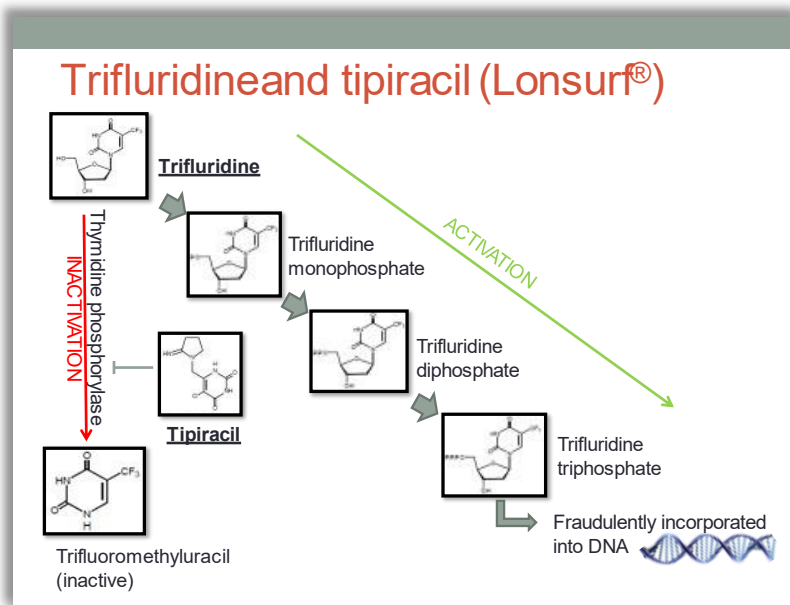 Trifluridineand tipiracil (Lonsurf®)
Trifluridine
Thymidine phosphorylase
INACTIVATION
ACTIVATION
Trifluridine
monophosphate
Trifluridine
diphosphate
Tipiracil
Trifluridine
triphosphate
Fraudulently incorporated
into DNA
Trifluoromethyluracil
(inactive)